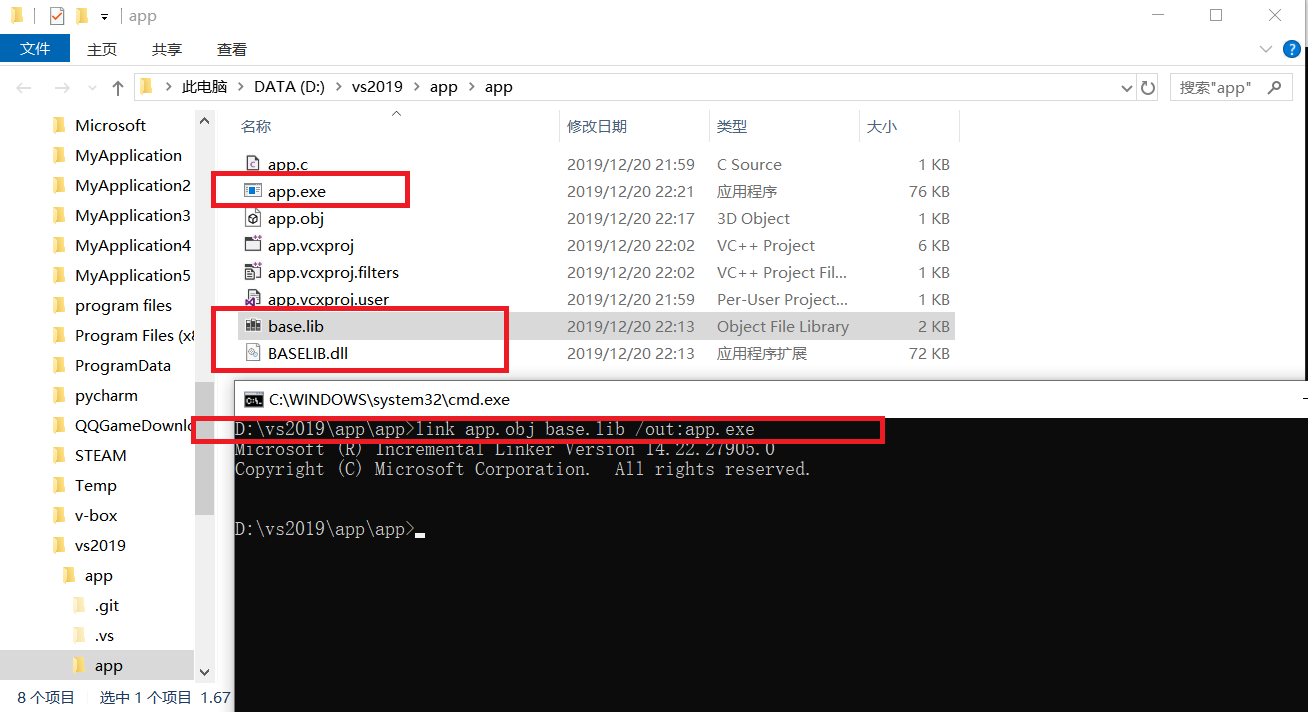 app
文件 主页 共享 查看
此电脑 DATA (D:) vs2019 app app 搜索"app"
Microsoft
MyApplication
MyApplication2
MyApplication3
MyApplication4
MyApplication5
program files
Program Files (x8
ProgramData
pycharm
QQGameDownlo
STEAM
Temp
v-box
vs2019
app
.git
.vs
app
名称 修改日期 类型 大小
app.c 2019/12/20 21:59 C Source 1 KB
app.exe 2019/12/20 22:21 应用程序 76 KB
app.obj 2019/12/20 22:17 3D Object 1 KB
app.vcxproj 2019/12/20 22:02 VC++ Project 6 KB
app.vcxproj.filters 2019/12/20 22:02 VC++ Project Fil... 1 KB
app.vcxproj.user 2019/12/20 21:59 Per-User Project... 1 KB
base.lib 2019/12/20 22:13 Object File Library 2 KB
BASELIB.dll 2019/12/20 22:13 应用程序扩展 72 KB
C:\WINDOWS\system32\cmd.exe
D:\vs2019\app\app>link app.obj base.lib /out:app.exe
Microsoft (R) Incremental Linker Version 14.22.27905.0
Copyright (C) Microsoft Corporation.  All rights reserved.
D:\vs2019\app\app>
8 个项目 选中 1 个项目 1.67